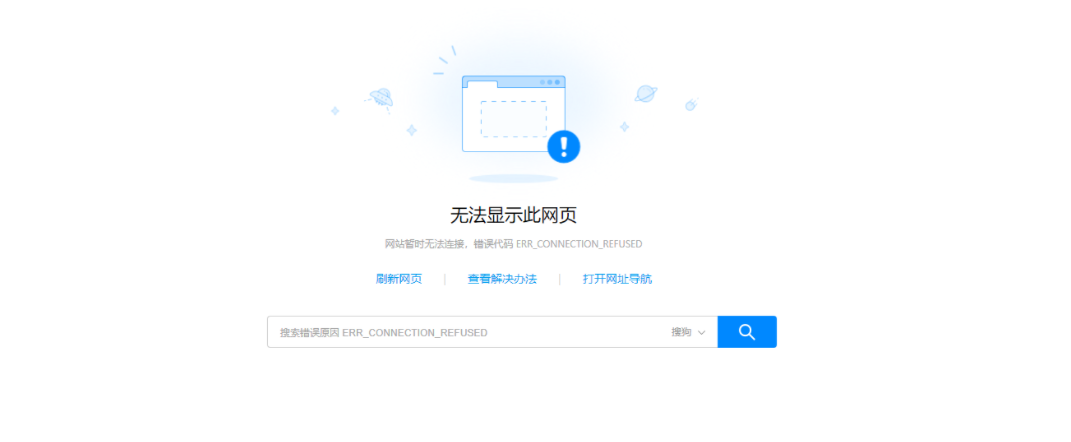 无法显示此网页
网站暂时无法连接，错误代码 ERR_CONNECTION_REFUSED
刷新网页 | 查看解决办法 | 打开网址导航
搜索错误原因 ERR_CONNECTION_REFUSED 搜狗